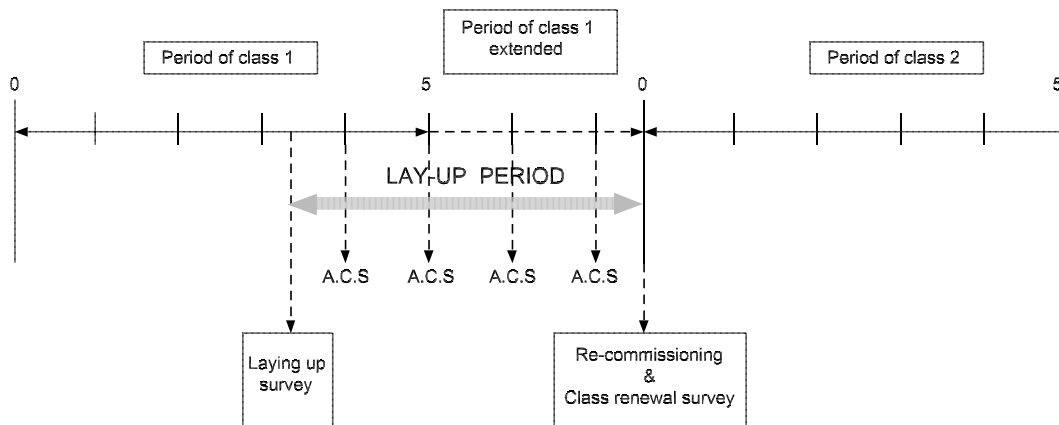 Period of class 1
Period of class 1
extended
Period of class 2
0
5
0
5
LAY-UP PERIOD
A.C.S
A.C.S
A.C.S
A.C.S
Laying up
survey
Re-commissioning
&
Class renewal survey